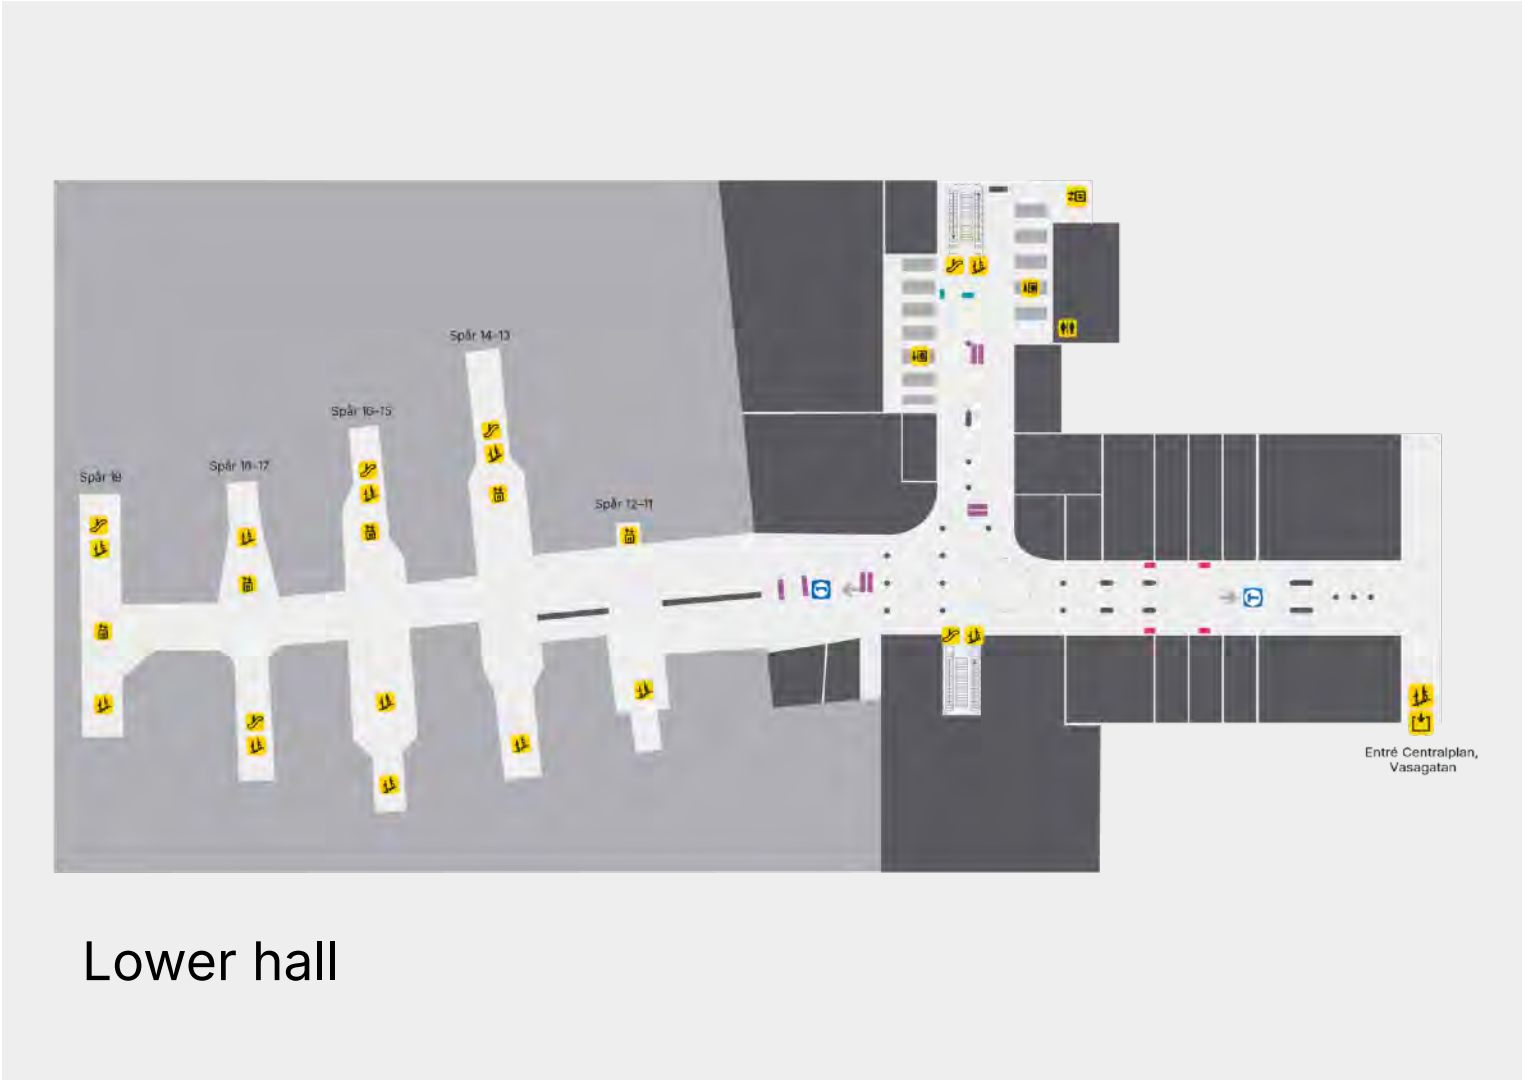 Spår 14-13
Spår 16-15
Spår 18-17
Spår 19
Spår 12-11
Entré Centralplan,
Vasagatan
Lower hall